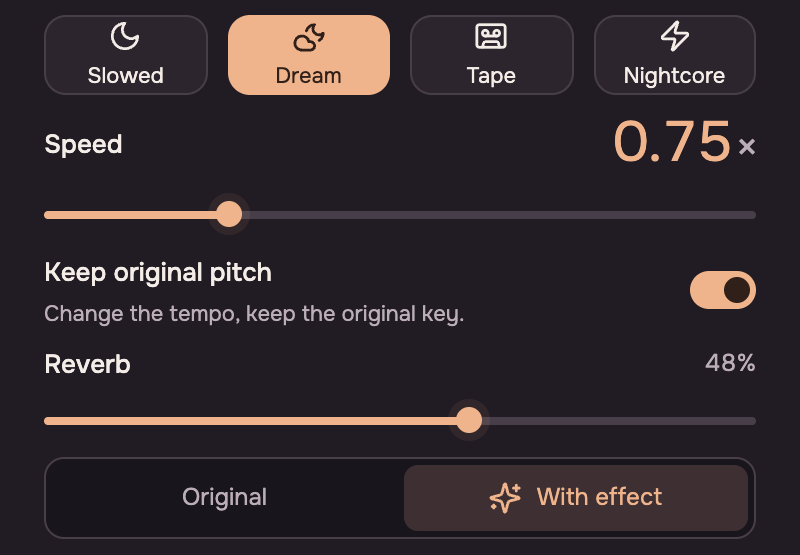 Slowed
Dream
Tape
Nightcore
Speed
0.75×
Keep original pitch
Change the tempo, keep the original key.
Reverb
48%
Original
With effect